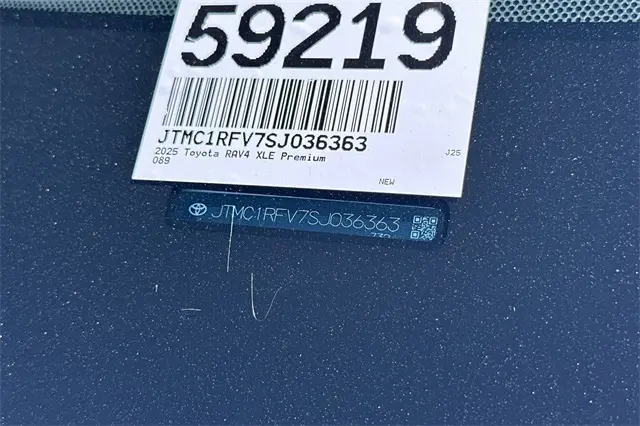 59219
JTMC1RFV7SJ036363
2025 Toyota RAV4 XLE Premium
J25
089
NEW
JTMC1RFV7SJ036363